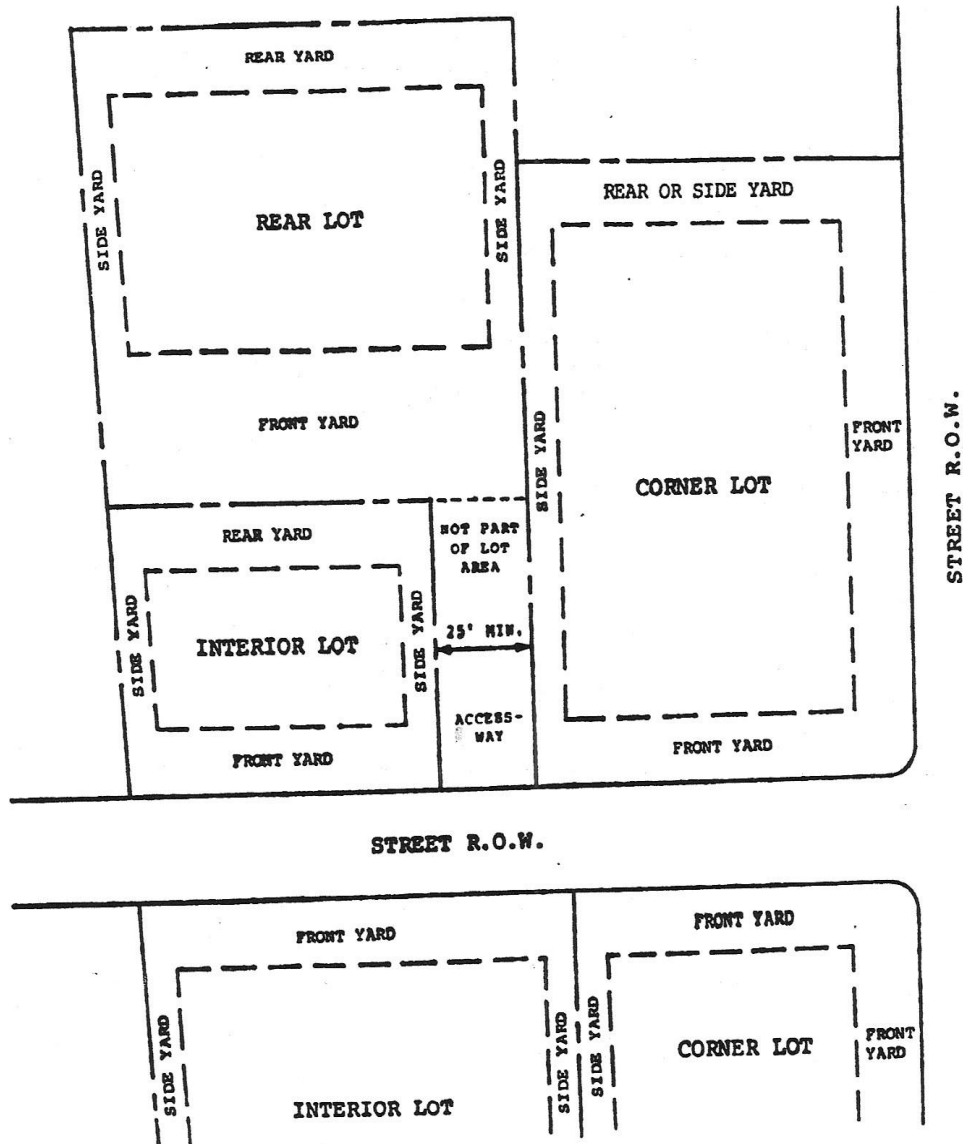 REAR YARD
SIDE YARD
REAR LOT
SIDE YARD
REAR OR SIDE YARD
FRONT YARD
SIDE YARD
CORNER LOT
FRONT
YARD
STREET R.O.W.
REAR YARD
NOT PART
OF LOT
AREA
SIDE YARD
INTERIOR LOT
SIDE YARD
25' MIN.
ACCESS-
WAY
FRONT YARD
FRONT YARD
STREET R.O.W.
FRONT YARD
FRONT YARD
SIDE YARD
INTERIOR LOT
SIDE YARD
SIDE YARD
CORNER LOT
FRONT
YARD